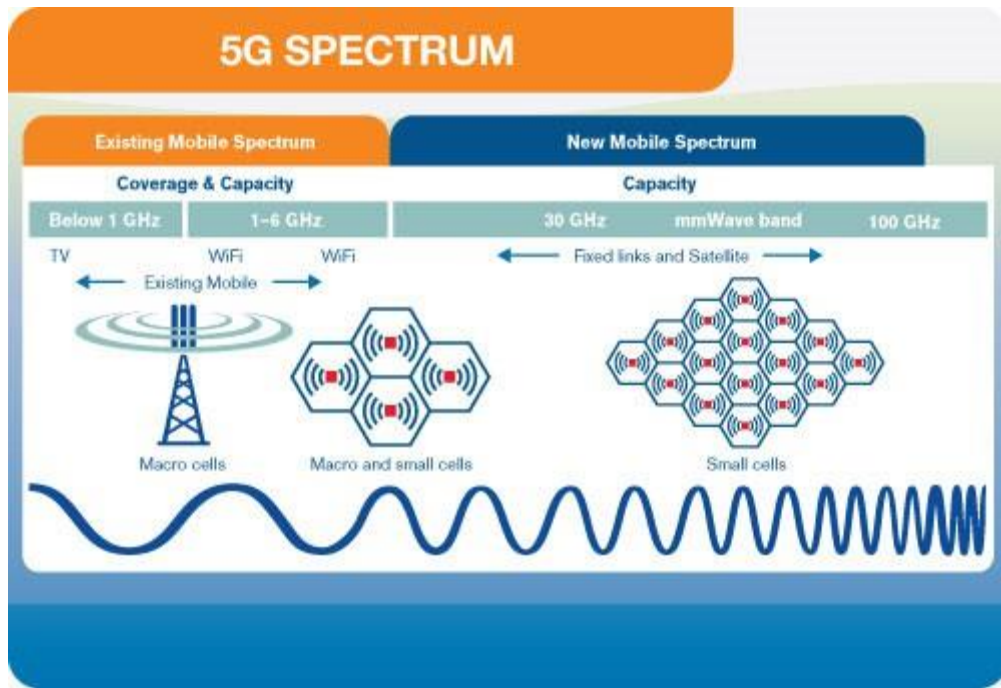 5G SPECTRUM
Existing Mobile Spectrum
New Mobile Spectrum
Coverage & Capacity
Capacity
Below 1 GHz
1–6 GHz
30 GHz
mmWave band
100 GHz
TV
WiFi
WiFi
Fixed links and Satellite
Existing Mobile
Macro cells
Macro and small cells
Small cells